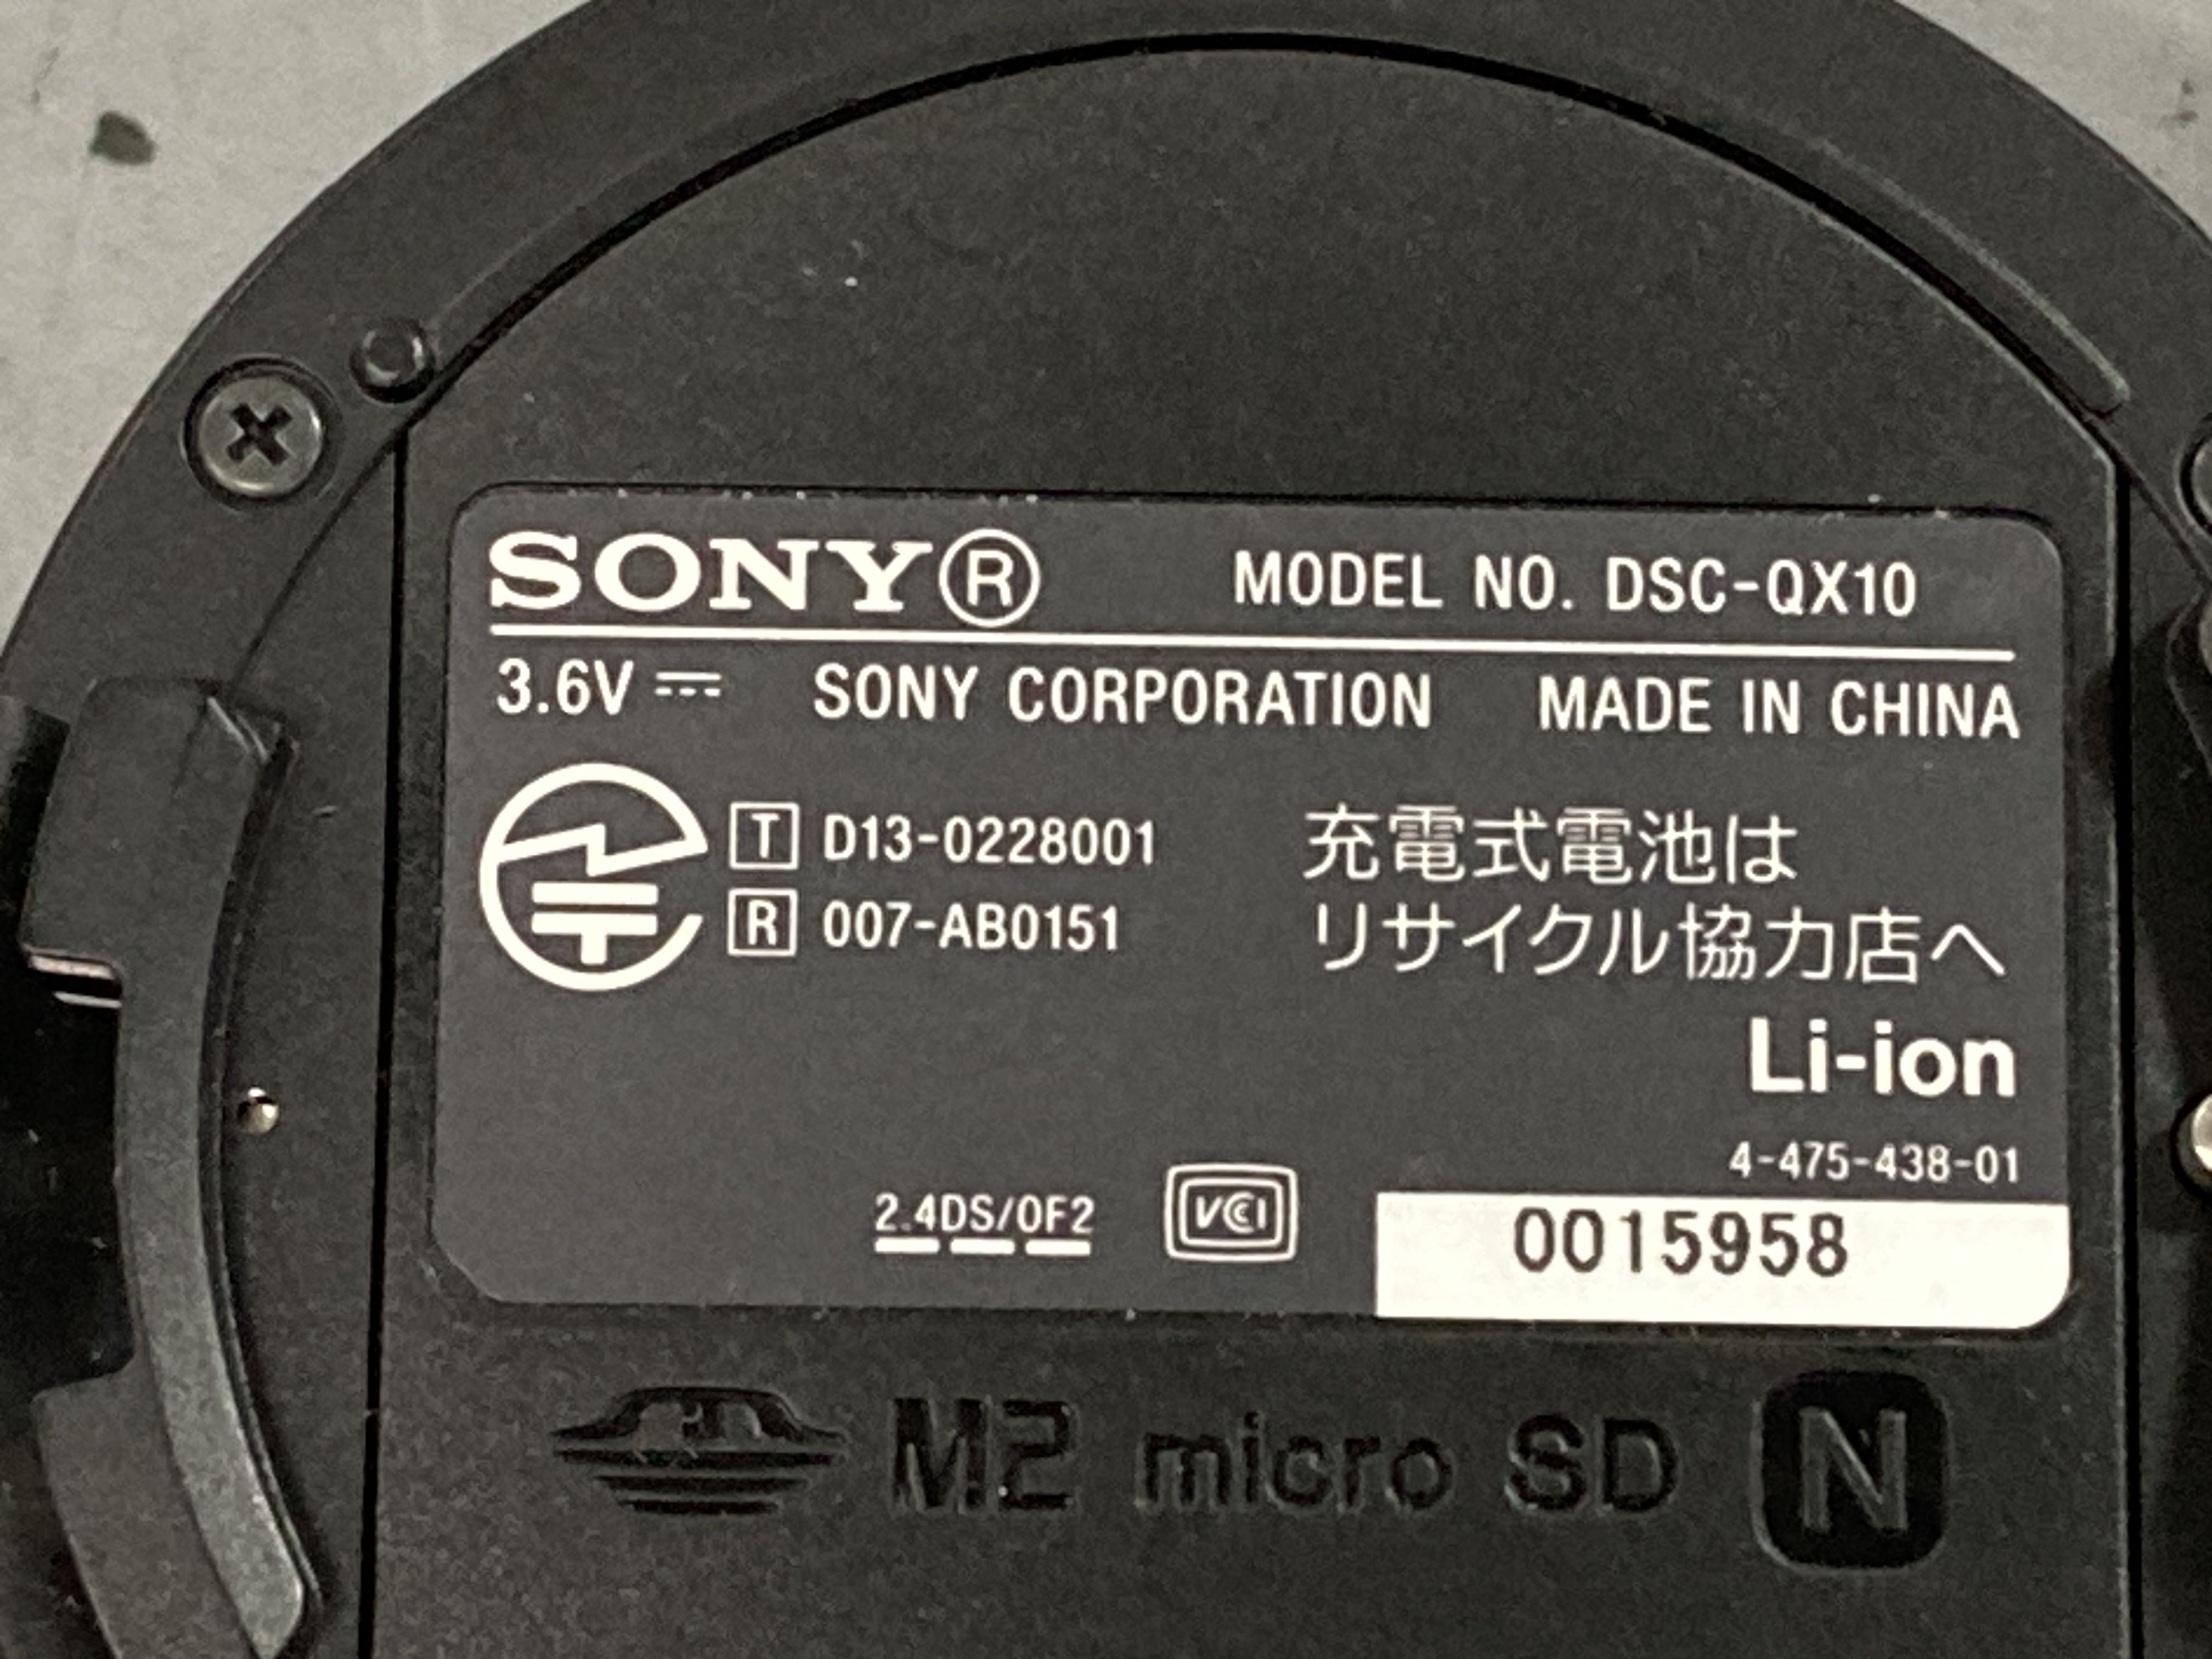 SONY® MODEL NO. DSC-QX10
3.6V ⎓ SONY CORPORATION MADE IN CHINA
T D13-0228001
R 007-AB0151
充電式電池は
リサイクル協力店へ
Li-ion
4-475-438-01
2.4DS/OF2 VCCI 0015958
M2 micro SD N